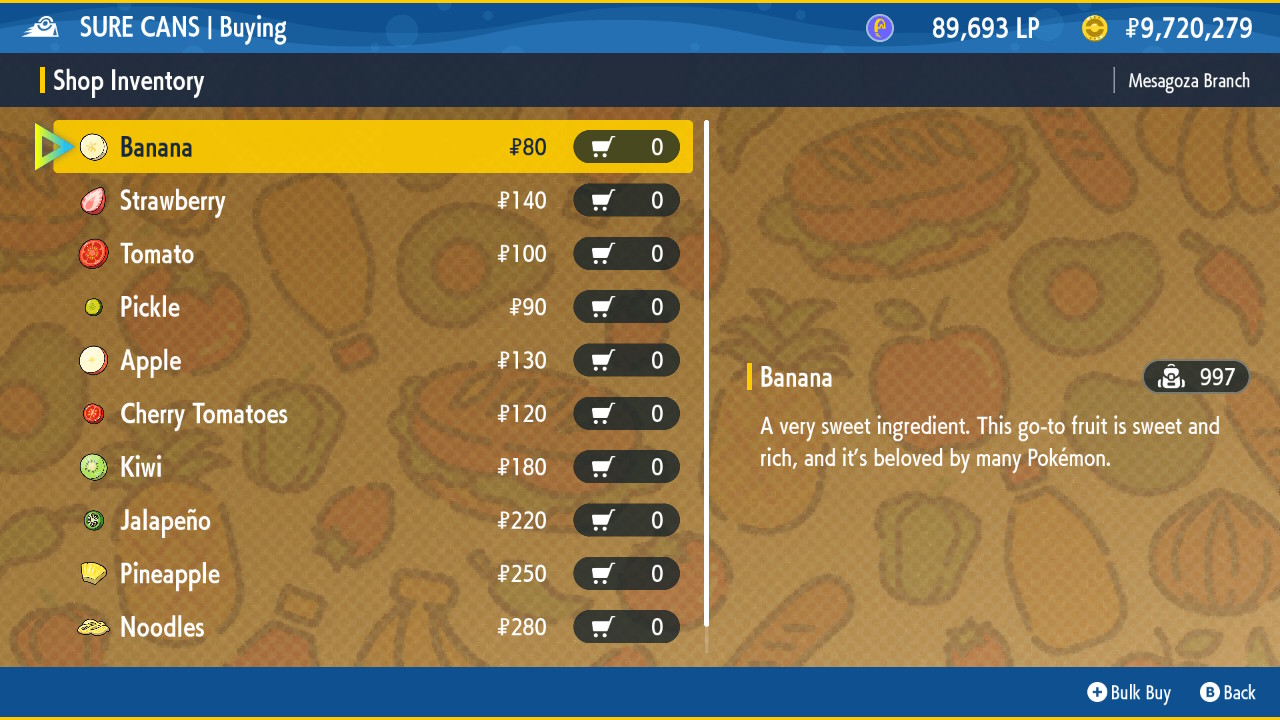 SURE CANS | Buying
89,693 LP
₽9,720,279
Shop Inventory
Mesagoza Branch
Banana ₽80 0
Strawberry ₽140 0
Tomato ₽100 0
Pickle ₽90 0
Apple ₽130 0
Cherry Tomatoes ₽120 0
Kiwi ₽180 0
Jalapeño ₽220 0
Pineapple ₽250 0
Noodles ₽280 0
Banana 997
A very sweet ingredient. This go-to fruit is sweet and
rich, and it's beloved by many Pokémon.
+ Bulk Buy B Back